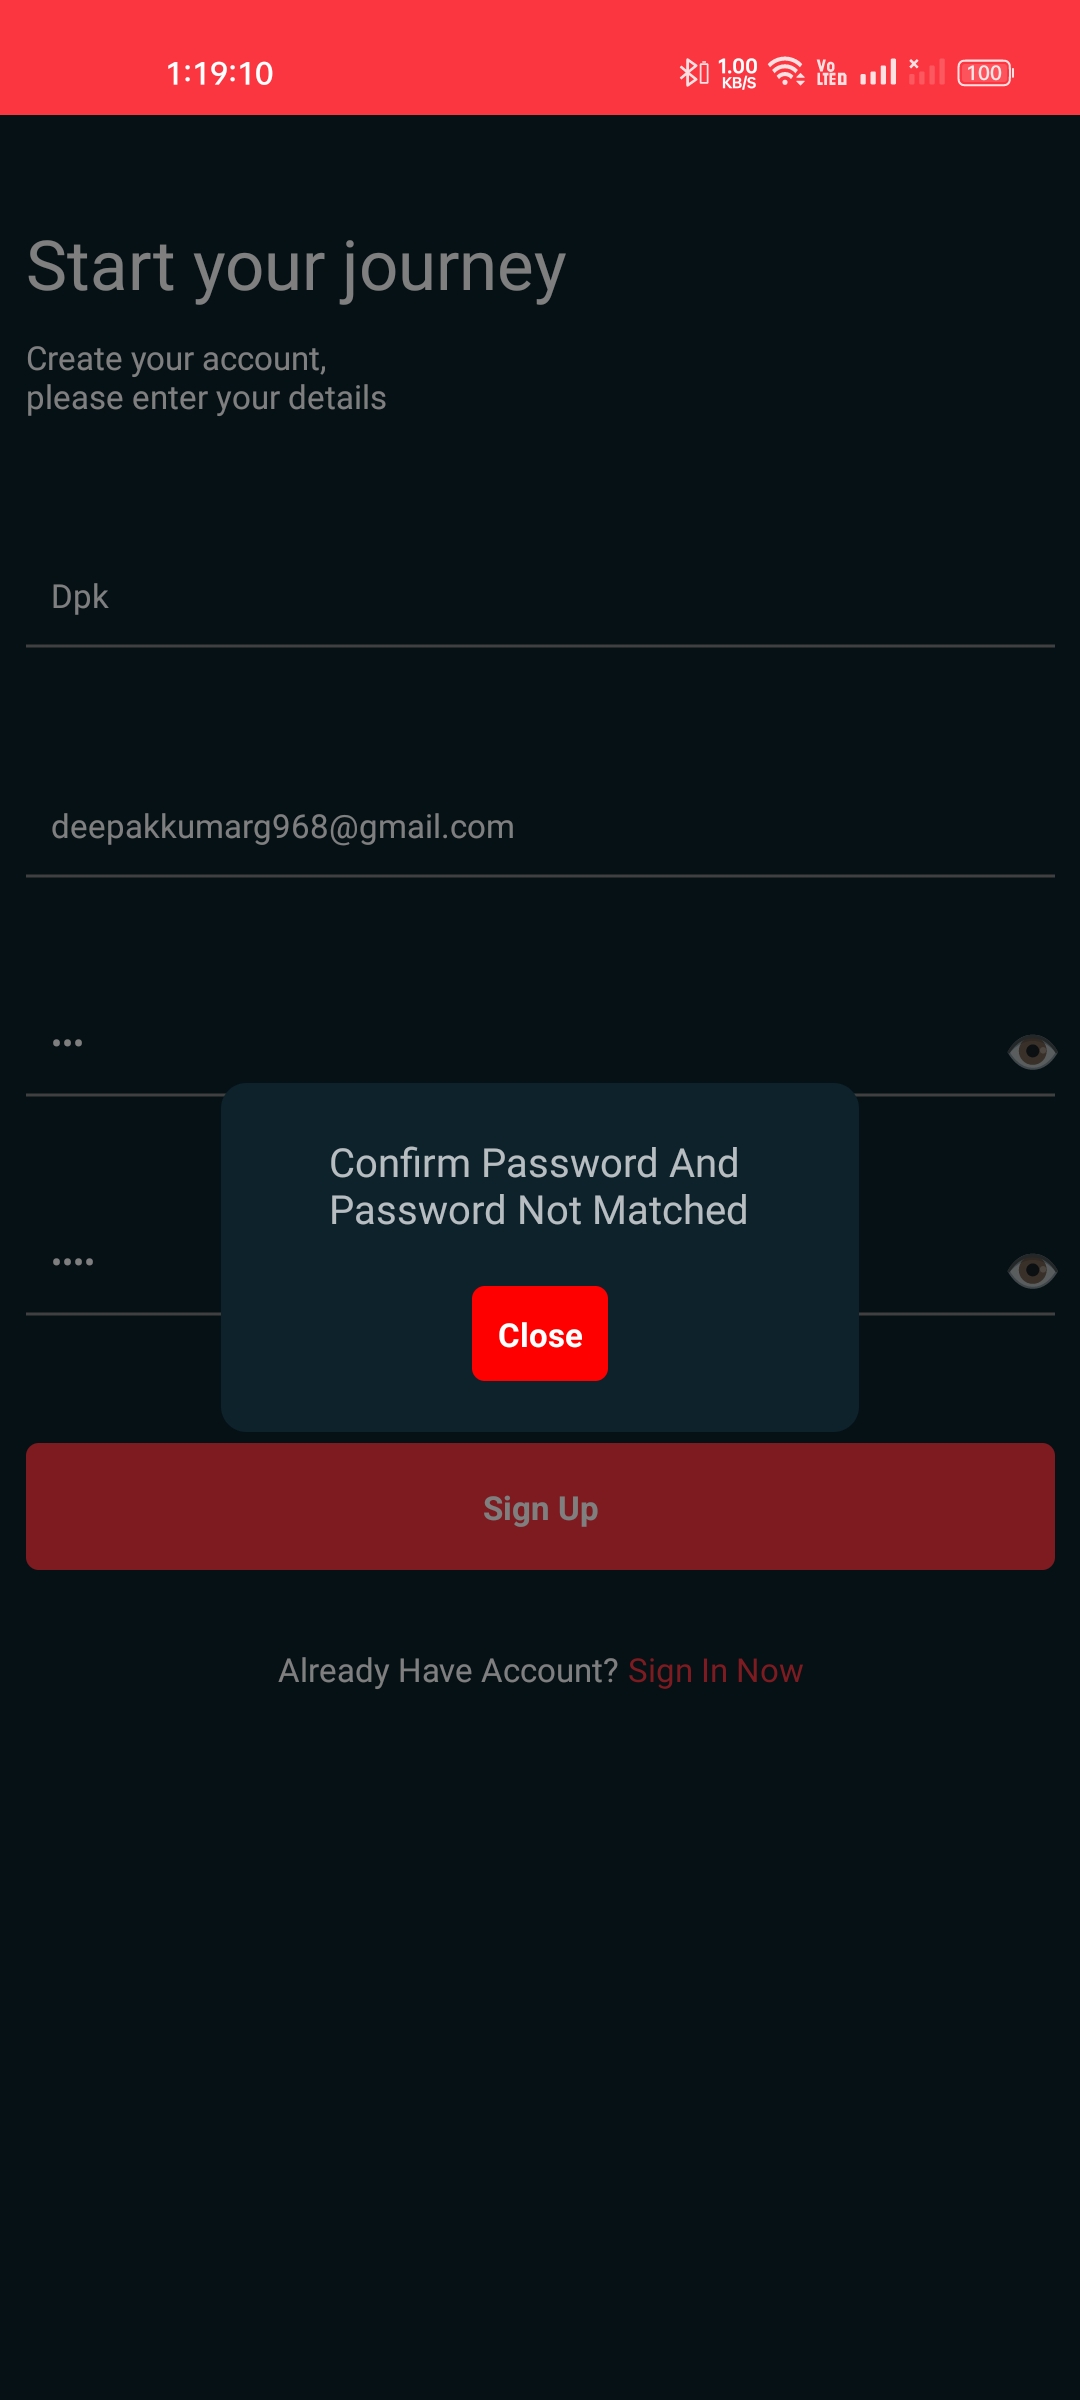 1:19:10
1.00
KB/S
Vo
LTED
100
Start your journey
Create your account,
please enter your details
Dpk
deepakkumarg968@gmail.com
•••
Confirm Password And
Password Not Matched
••••
Close
Sign Up
Already Have Account? Sign In Now